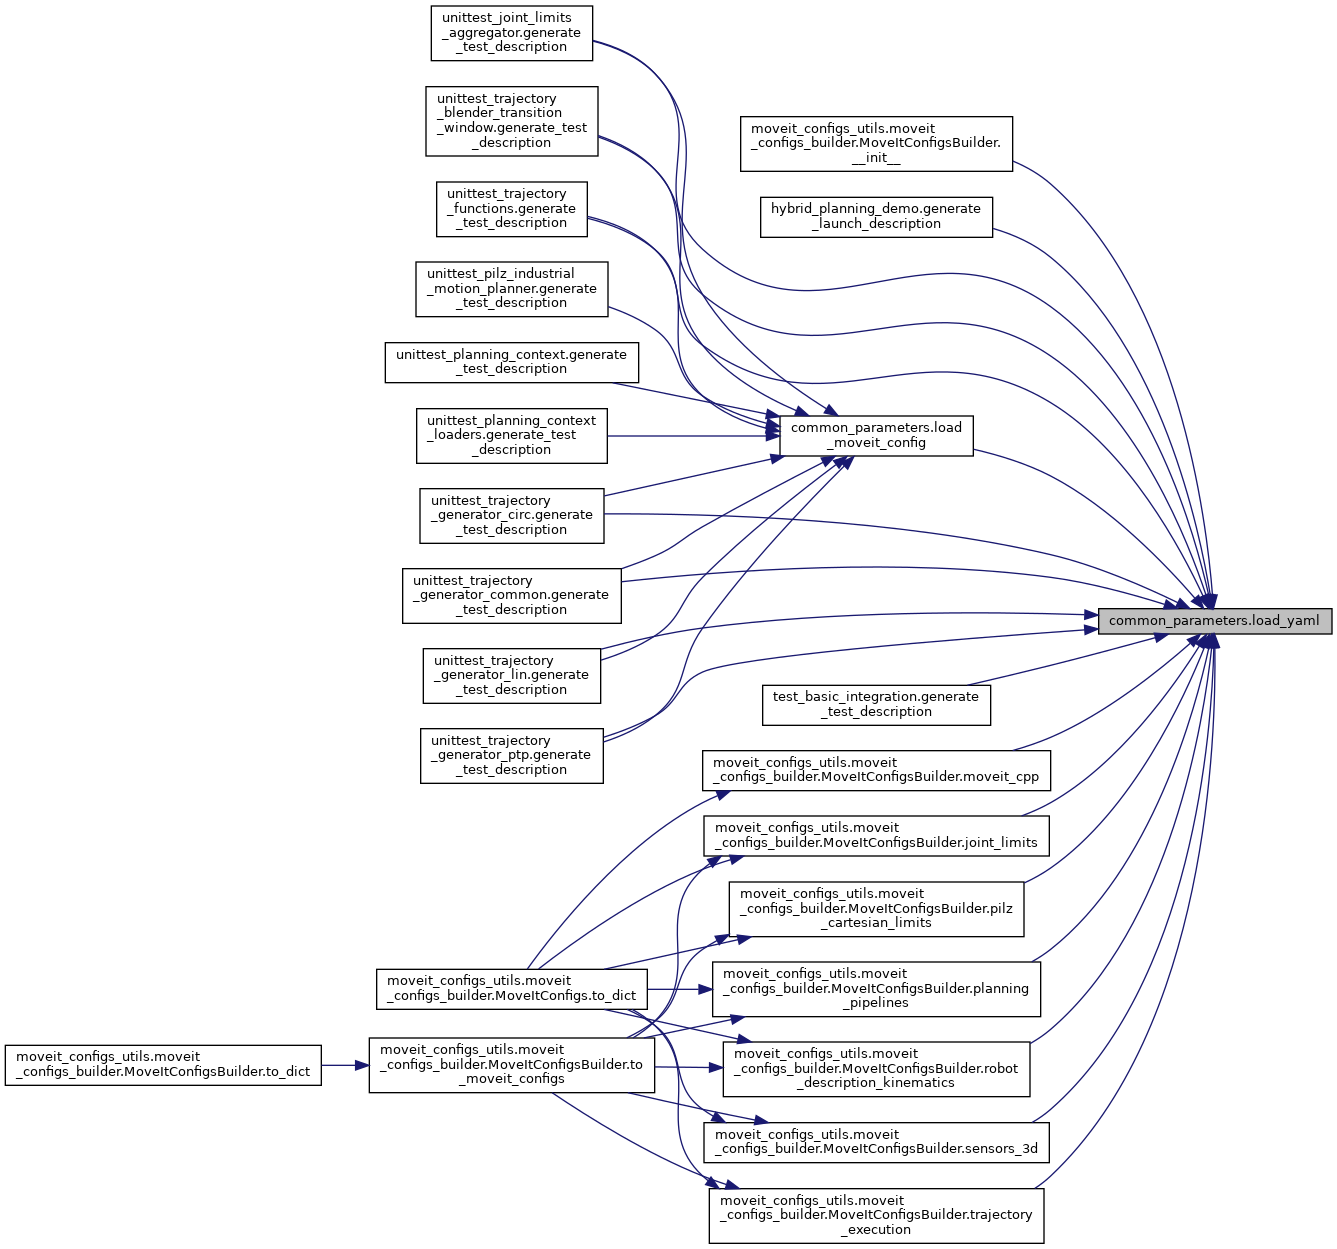 unittest_joint_limits
_aggregator.generate
_test_description
unittest_trajectory
_blender_transition
_window.generate_test
_description
unittest_trajectory
_functions.generate
_test_description
unittest_pilz_industrial
_motion_planner.generate
_test_description
unittest_planning_context.generate
_test_description
unittest_planning_context
_loaders.generate_test
_description
unittest_trajectory
_generator_circ.generate
_test_description
unittest_trajectory
_generator_common.generate
_test_description
unittest_trajectory
_generator_lin.generate
_test_description
unittest_trajectory
_generator_ptp.generate
_test_description
moveit_configs_utils.moveit
_configs_builder.MoveItConfigsBuilder.
__init__
hybrid_planning_demo.generate
_launch_description
common_parameters.load
_moveit_config
common_parameters.load_yaml
test_basic_integration.generate
_test_description
moveit_configs_utils.moveit
_configs_builder.MoveItConfigsBuilder.moveit_cpp
moveit_configs_utils.moveit
_configs_builder.MoveItConfigsBuilder.joint_limits
moveit_configs_utils.moveit
_configs_builder.MoveItConfigsBuilder.pilz
_cartesian_limits
moveit_configs_utils.moveit
_configs_builder.MoveItConfigsBuilder.planning
_pipelines
moveit_configs_utils.moveit
_configs_builder.MoveItConfigs.to_dict
moveit_configs_utils.moveit
_configs_builder.MoveItConfigsBuilder.to_dict
moveit_configs_utils.moveit
_configs_builder.MoveItConfigsBuilder.to
_moveit_configs
moveit_configs_utils.moveit
_configs_builder.MoveItConfigsBuilder.robot
_description_kinematics
moveit_configs_utils.moveit
_configs_builder.MoveItConfigsBuilder.sensors_3d
moveit_configs_utils.moveit
_configs_builder.MoveItConfigsBuilder.trajectory
_execution